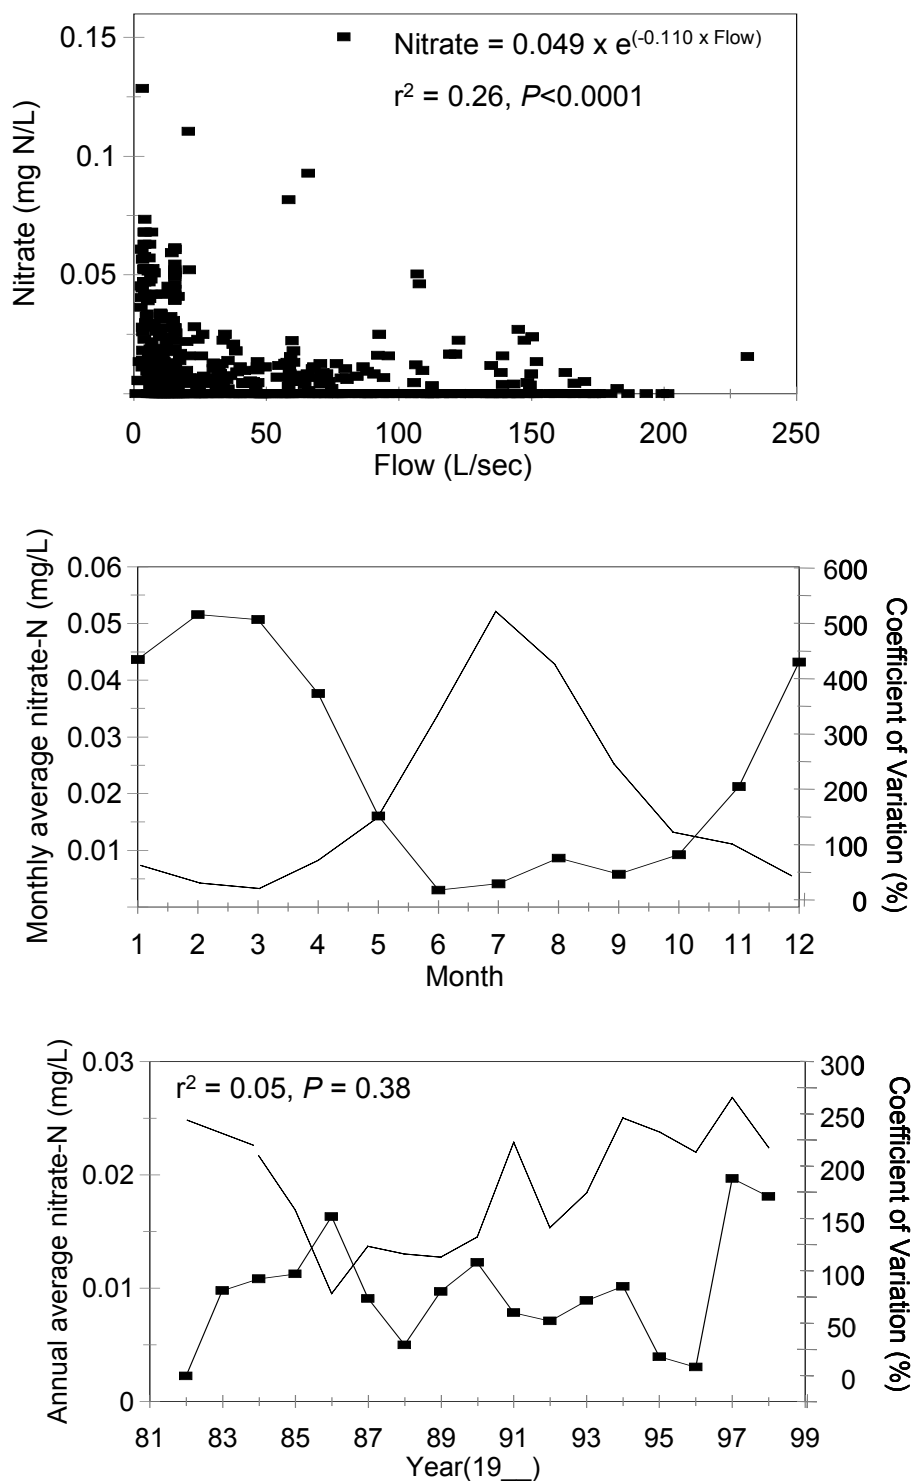 Nitrate = 0.049 x e(-0.110 x Flow)
r2 = 0.26, P<0.0001
Nitrate (mg N/L)
0.15
0.1
0.05
0
0 50 100 150 200 250
Flow (L/sec)
Monthly average nitrate-N (mg/L)
0.06
0.05
0.04
0.03
0.02
0.01
600
500
400
300
200
100
0
Coefficient of Variation (%)
1 2 3 4 5 6 7 8 9 10 11 12
Month
Annual average nitrate-N (mg/L)
r2 = 0.05, P = 0.38
0.03
0.02
0.01
0
300
250
200
150
100
50
0
Coefficient of Variation (%)
81 83 85 87 89 91 93 95 97 99
Year(19__)